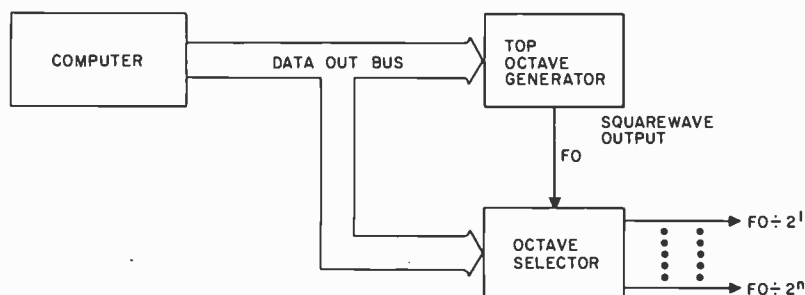 COMPUTER
DATA OUT BUS
TOP
OCTAVE
GENERATOR
SQUAREWAVE
OUTPUT
FO
OCTAVE
SELECTOR
FO÷2¹
FO÷2ⁿ